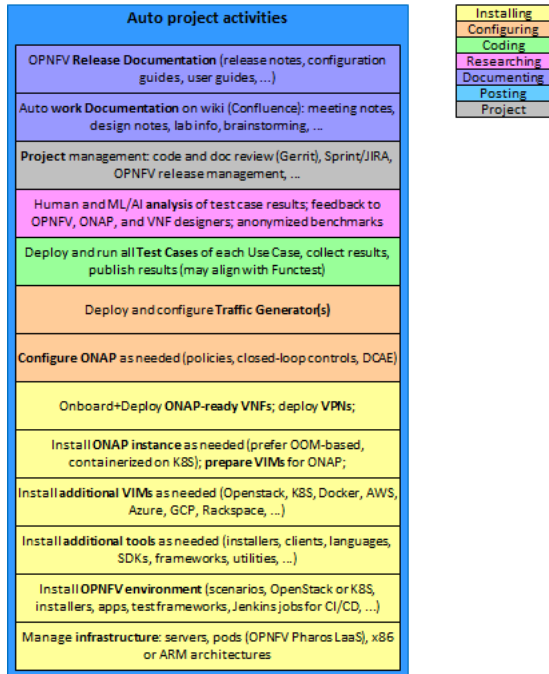 Auto project activities
OPNFV Release Documentation (release notes, configuration
guides, user guides, ...)
Auto work Documentation on wiki (Confluence): meeting notes,
design notes, lab info, brainstorming, ...
Project management: code and doc review (Gerrit), Sprint/JIRA,
OPNFV release management, ...
Human and ML/AI analysis of test case results; feedback to
OPNFV, ONAP, and VNF designers; anonymized benchmarks
Deploy and run all Test Cases of each Use Case, collect results,
publish results (may align with Functest)
Deploy and configure Traffic Generator(s)
Configure ONAP as needed (policies, closed-loop controls, DCAE)
Onboard+Deploy ONAP-ready VNFs; deploy VPNs;
Install ONAP instance as needed (prefer OOM-based,
containerized on K8S); prepare VIMs for ONAP;
Install additional VIMs as needed (Openstack, K8S, Docker, AWS,
Azure, GCP, Rackspace, ...)
Install additional tools as needed (installers, clients, languages,
SDKs, frameworks, utilities, ...)
Install OPNFV environment (scenarios, OpenStack or K8S,
installers, apps, test frameworks, Jenkins jobs for CI/CD, ...)
Manage infrastructure: servers, pods (OPNFV Pharos LaaS), x86
or ARM architectures
Installing
Configuring
Coding
Researching
Documenting
Posting
Project